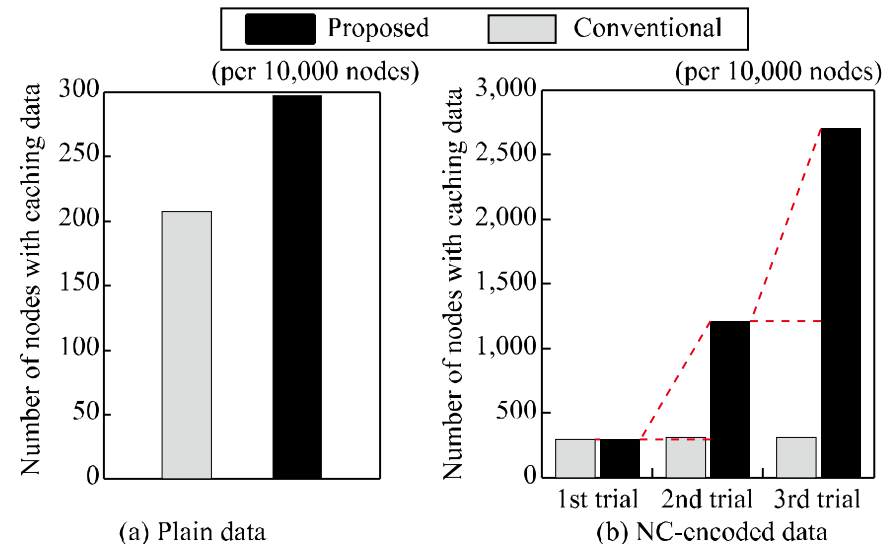 Proposed Conventional
(per 10,000 nodes) (per 10,000 nodes)
Number of nodes with caching data
300
250
200
150
100
50
0
(a) Plain data
Number of nodes with caching data
3,000
2,500
2,000
1,500
1,000
500
0
1st trial 2nd trial 3rd trial
(b) NC-encoded data